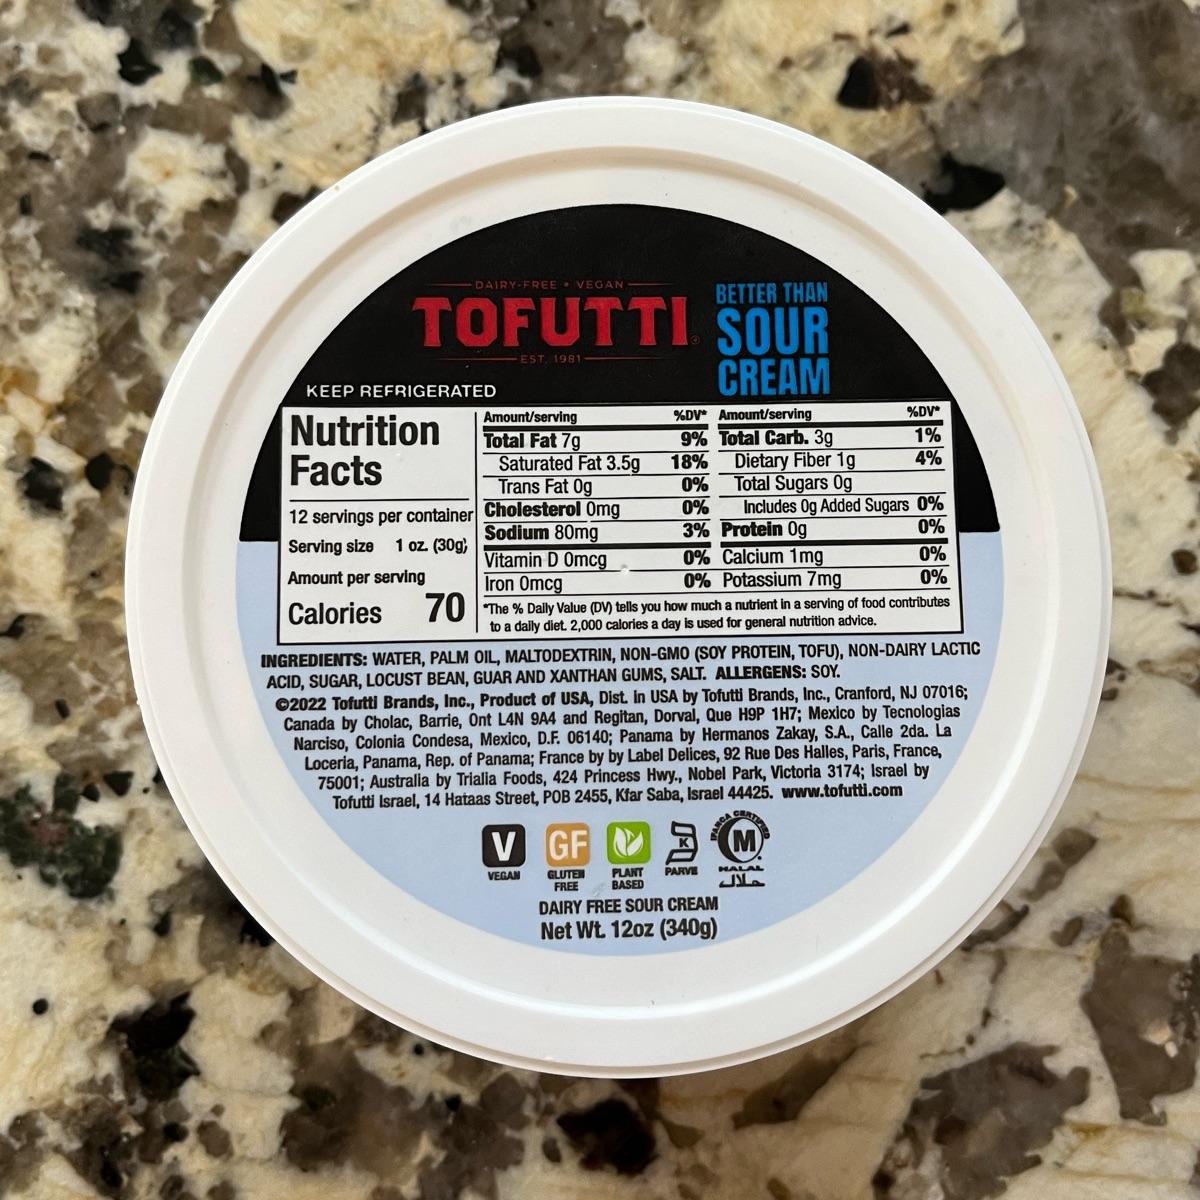 DAIRY-FREE • VEGAN
TOFUTTI®
EST. 1981
BETTER THAN
SOUR
CREAM
KEEP REFRIGERATED
Nutrition
Facts
12 servings per container
Serving size 1 oz. (30g)
Amount per serving
Calories 70
Amount/serving %DV*
Total Fat 7g 9%
Saturated Fat 3.5g 18%
Trans Fat 0g 0%
Cholesterol 0mg 0%
Sodium 80mg 3%
Vitamin D 0mcg 0%
Iron 0mcg 0%
Amount/serving %DV*
Total Carb. 3g 1%
Dietary Fiber 1g 4%
Total Sugars 0g
Includes 0g Added Sugars 0%
Protein 0g 0%
Calcium 1mg 0%
Potassium 7mg 0%
*The % Daily Value (DV) tells you how much a nutrient in a serving of food contributes
to a daily diet. 2,000 calories a day is used for general nutrition advice.
INGREDIENTS: WATER, PALM OIL, MALTODEXTRIN, NON-GMO (SOY PROTEIN, TOFU), NON-DAIRY LACTIC
ACID, SUGAR, LOCUST BEAN, GUAR AND XANTHAN GUMS, SALT. ALLERGENS: SOY.
©2022 Tofutti Brands, Inc., Product of USA, Dist. in USA by Tofutti Brands, Inc., Cranford, NJ 07016;
Canada by Cholac, Barrie, Ont L4N 9A4 and Regitan, Dorval, Que H9P 1H7; Mexico by Tecnologias
Narciso, Colonia Condesa, Mexico, D.F. 06140; Panama by Hermanos Zakay, S.A., Calle 2da. La
Loceria, Panama, Rep. of Panama; France by by Label Delices, 92 Rue Des Halles, Paris, France,
75001; Australia by Trialia Foods, 424 Princess Hwy., Nobel Park, Victoria 3174; Israel by
Tofutti Israel, 14 Hataas Street, POB 2455, Kfar Saba, Israel 44425. www.tofutti.com
V
VEGAN
GF
GLUTEN
FREE
PLANT
BASED
K
PARVE
IFANCA CERTIFIED
M
HALAL
حلال
DAIRY FREE SOUR CREAM
Net Wt. 12oz (340g)